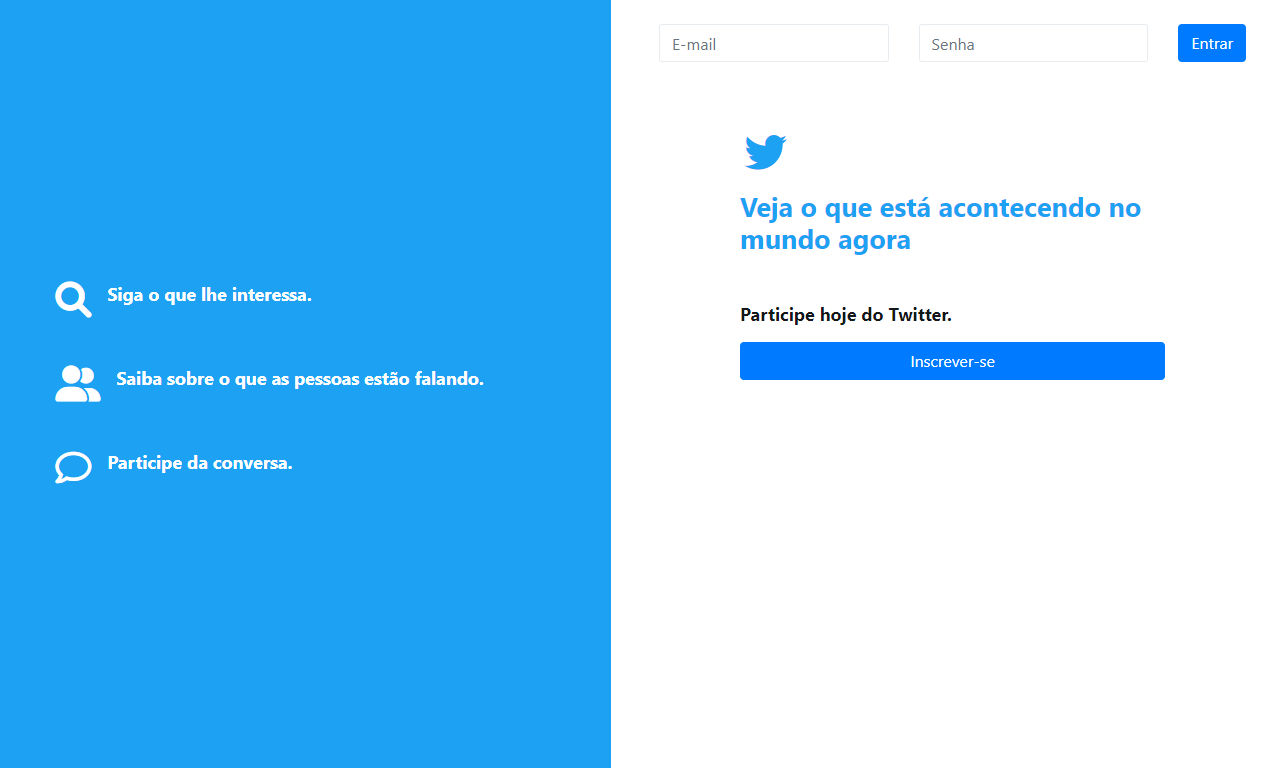 Siga o que lhe interessa.
Saiba sobre o que as pessoas estão falando.
Participe da conversa.
E-mail
Senha
Entrar
Veja o que está acontecendo no
mundo agora
Participe hoje do Twitter.
Inscrever-se